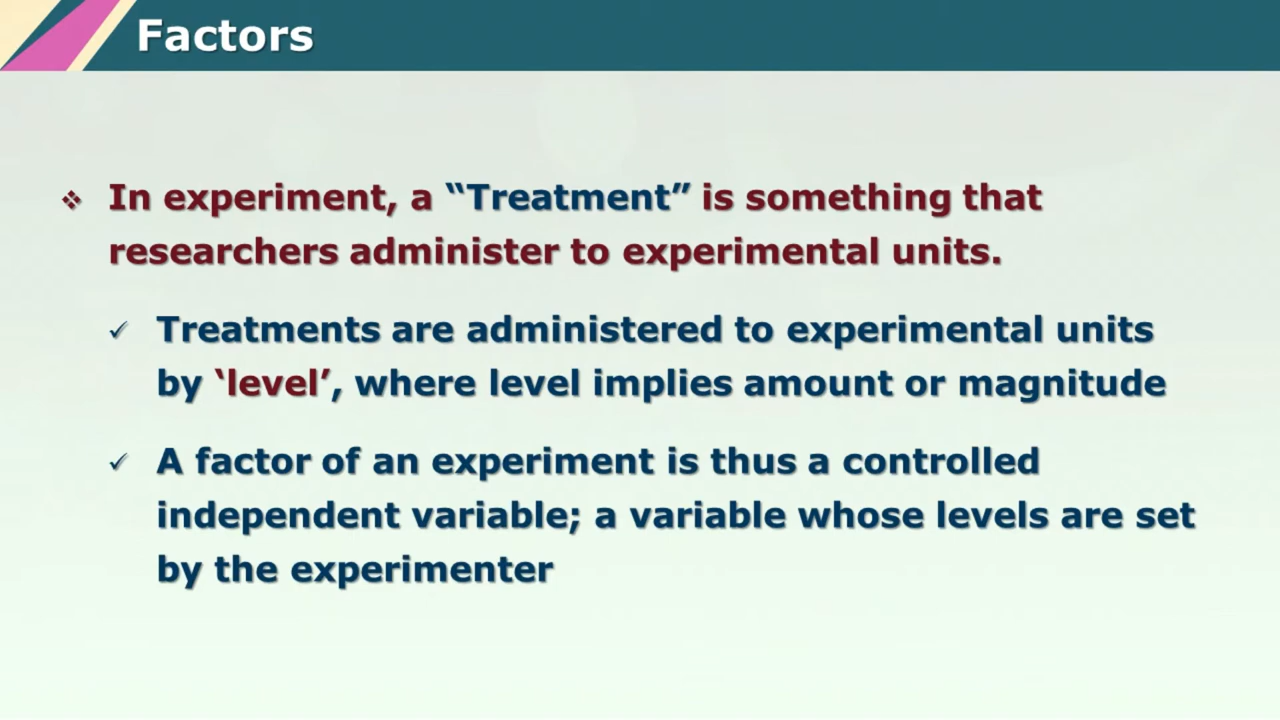 Factors
❖ In experiment, a “Treatment” is something that
researchers administer to experimental units.
✓ Treatments are administered to experimental units
by ‘level’, where level implies amount or magnitude
✓ A factor of an experiment is thus a controlled
independent variable; a variable whose levels are set
by the experimenter